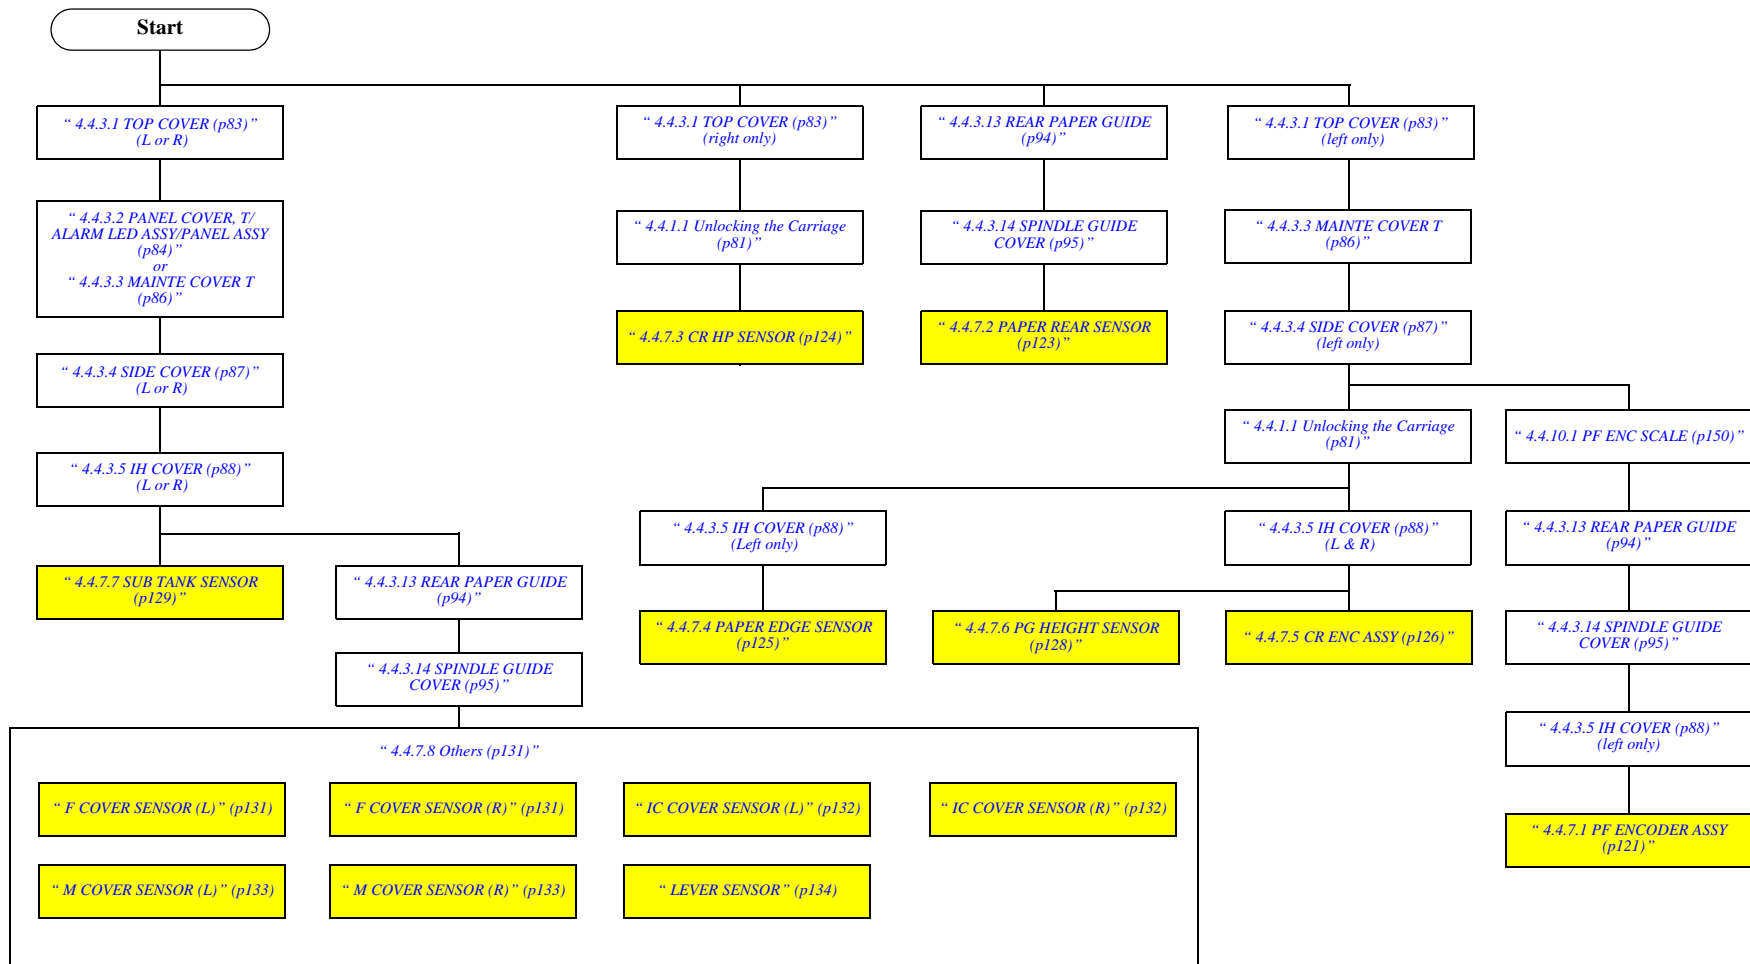 Start
“ 4.4.3.1 TOP COVER (p83)”
(L or R)
“ 4.4.3.2 PANEL COVER, T/
ALARM LED ASSY/PANEL ASSY
(p84)”
or
“ 4.4.3.3 MAINTE COVER T
(p86)”
“ 4.4.3.4 SIDE COVER (p87)”
(L or R)
“ 4.4.3.5 IH COVER (p88)”
(L or R)
“ 4.4.7.7 SUB TANK SENSOR
(p129)”
“ 4.4.3.13 REAR PAPER GUIDE
(p94)”
“ 4.4.3.14 SPINDLE GUIDE
COVER (p95)”
“ 4.4.7.8 Others (p131)”
“ F COVER SENSOR (L)” (p131)
“ F COVER SENSOR (R)” (p131)
“ IC COVER SENSOR (L)” (p132)
“ IC COVER SENSOR (R)” (p132)
“ M COVER SENSOR (L)” (p133)
“ M COVER SENSOR (R)” (p133)
“ LEVER SENSOR” (p134)
“ 4.4.3.1 TOP COVER (p83)”
(right only)
“ 4.4.1.1 Unlocking the Carriage
(p81)”
“ 4.4.7.3 CR HP SENSOR (p124)”
“ 4.4.3.13 REAR PAPER GUIDE
(p94)”
“ 4.4.3.14 SPINDLE GUIDE
COVER (p95)”
“ 4.4.7.2 PAPER REAR SENSOR
(p123)”
“ 4.4.3.1 TOP COVER (p83)”
(left only)
“ 4.4.3.3 MAINTE COVER T
(p86)”
“ 4.4.3.4 SIDE COVER (p87)”
(left only)
“ 4.4.1.1 Unlocking the Carriage
(p81)”
“ 4.4.3.5 IH COVER (p88)”
(Left only)
“ 4.4.7.4 PAPER EDGE SENSOR
(p125)”
“ 4.4.3.5 IH COVER (p88)”
(L & R)
“ 4.4.7.6 PG HEIGHT SENSOR
(p128)”
“ 4.4.7.5 CR ENC ASSY (p126)”
“ 4.4.10.1 PF ENC SCALE (p150)”
“ 4.4.3.13 REAR PAPER GUIDE
(p94)”
“ 4.4.3.14 SPINDLE GUIDE
COVER (p95)”
“ 4.4.3.5 IH COVER (p88)”
(left only)
“ 4.4.7.1 PF ENCODER ASSY
(p121)”